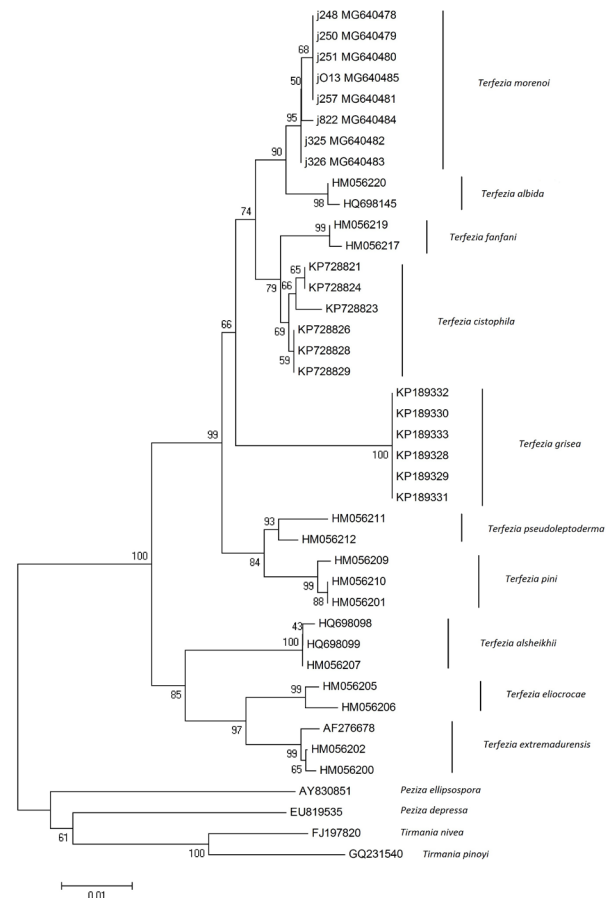 j248 MG640478
j250 MG640479
68
j251 MG640480
Terfezia morenoi
50
jO13 MG640485
j257 MG640481
95
j822 MG640484
j325 MG640482
90
j326 MG640483
HM056220
Terfezia albida
98
HQ698145
74
99
HM056219
Terfezia fanfani
HM056217
65
KP728821
79
66
KP728824
KP728823
Terfezia cistophila
66
69
KP728826
KP728828
59
KP728829
KP189332
KP189330
99
KP189333
Terfezia grisea
100
KP189328
KP189329
KP189331
93
HM056211
Terfezia pseudoleptoderma
HM056212
100
84
HM056209
99
HM056210
Terfezia pini
88
HM056201
43
HQ698098
100
HQ698099
Terfezia alsheikhii
HM056207
85
99
HM056205
Terfezia eliocrocae
HM056206
97
AF276678
99
HM056202
Terfezia extremadurensis
65
HM056200
AY830851
Peziza ellipsospora
EU819535
Peziza depressa
61
FJ197820
Tirmania nivea
100
GQ231540
Tirmania pinoyi
0.01